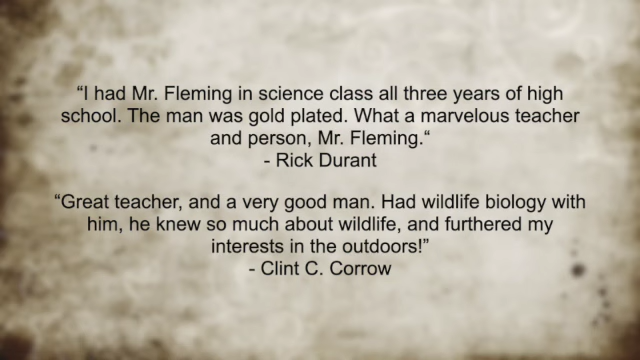 “I had Mr. Fleming in science class all three years of high
school. The man was gold plated. What a marvelous teacher
and person, Mr. Fleming.“
- Rick Durant
“Great teacher, and a very good man. Had wildlife biology with
him, he knew so much about wildlife, and furthered my
interests in the outdoors!”
- Clint C. Corrow